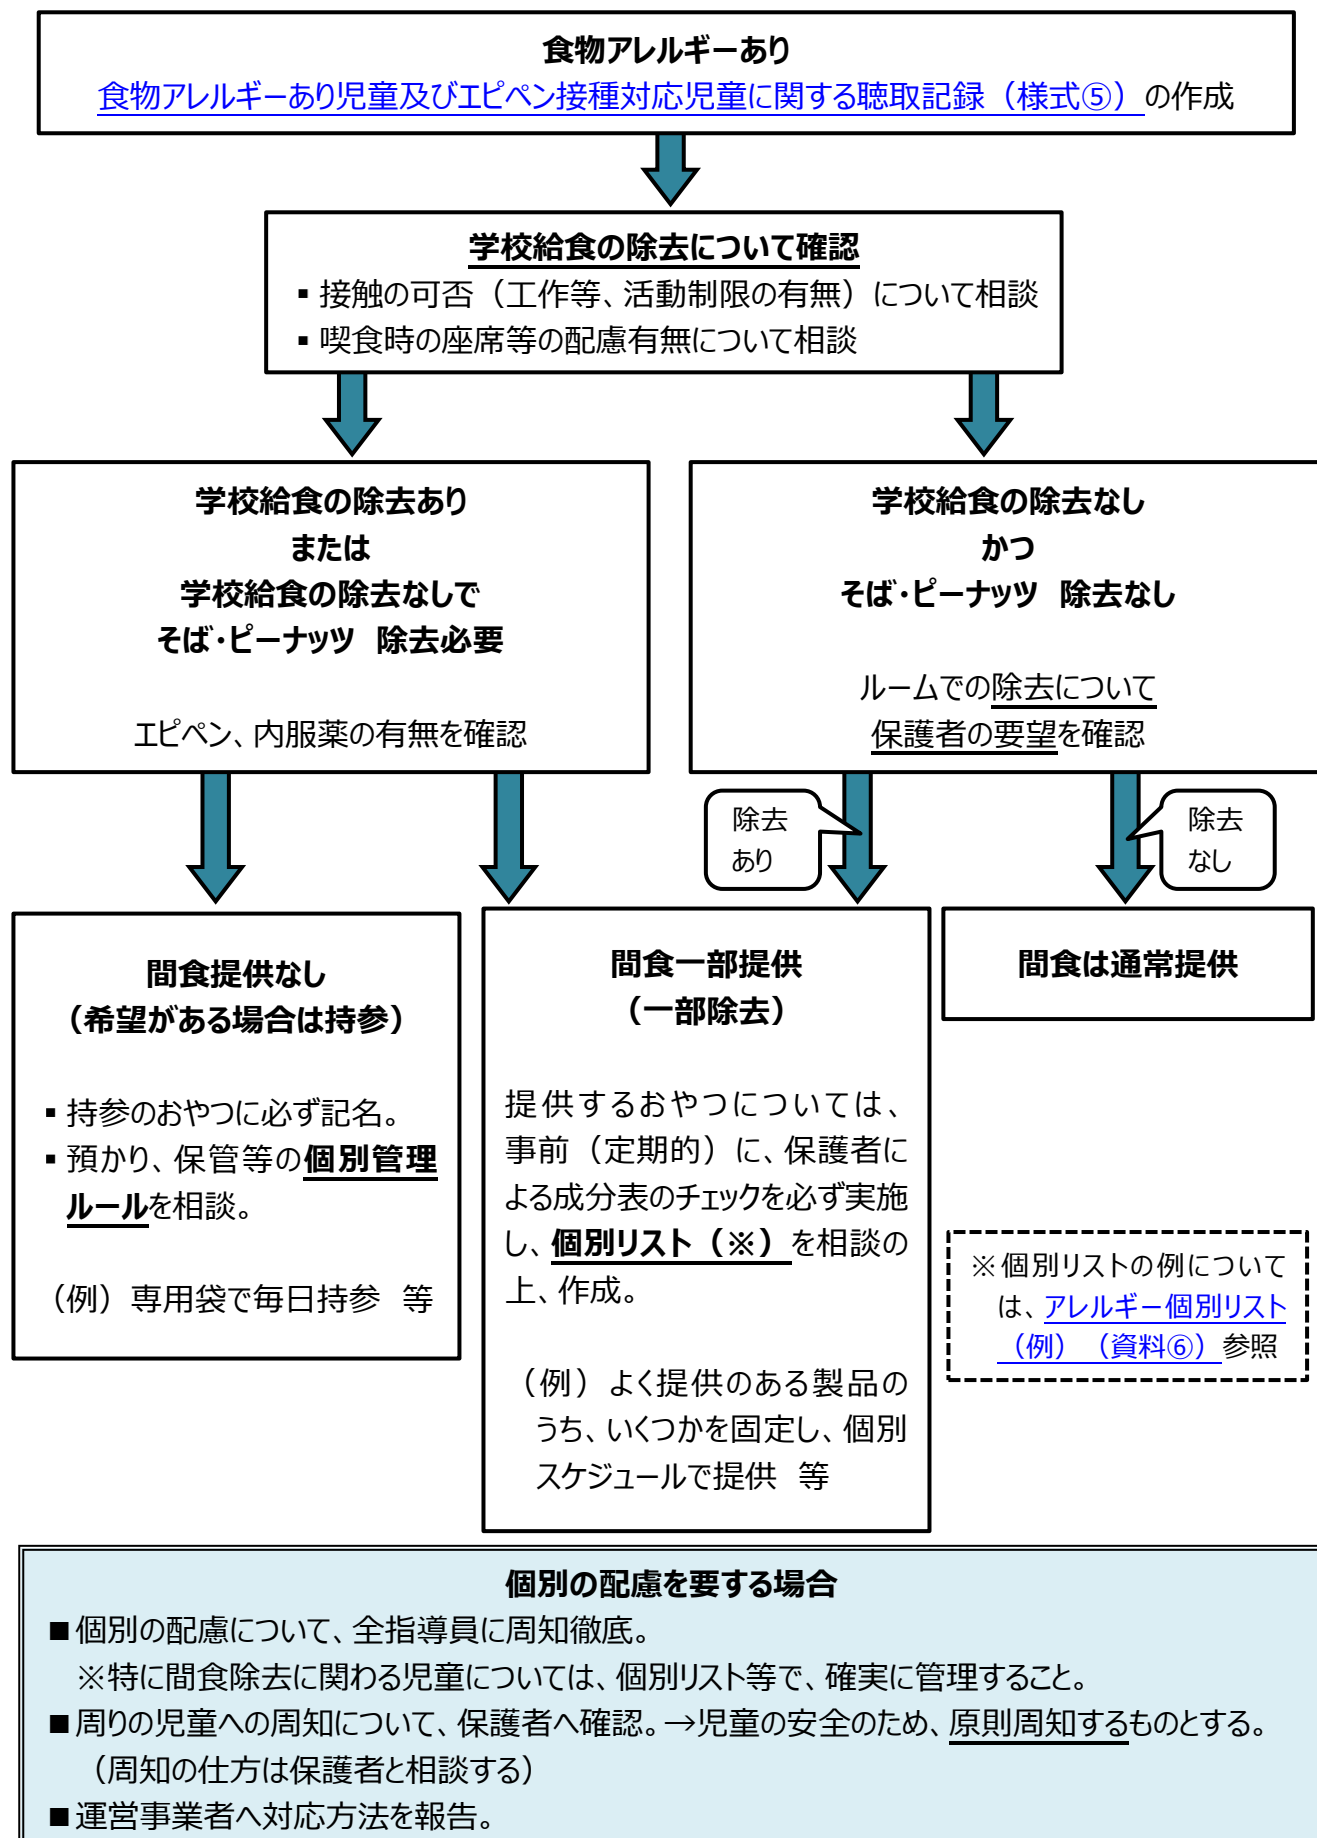 食物アレルギーあり
食物アレルギーあり児童及びエピペン接種対応児童に関する聴取記録（様式⑤）の作成
学校給食の除去について確認
▪ 接触の可否（工作等、活動制限の有無）について相談
▪ 喫食時の座席等の配慮有無について相談
学校給食の除去あり
または
学校給食の除去なしで
そば・ピーナッツ　除去必要
エピペン、内服薬の有無を確認
学校給食の除去なし
かつ
そば・ピーナッツ　除去なし
ルームでの除去について
保護者の要望を確認
除去
あり
除去
なし
間食提供なし
（希望がある場合は持参）
▪ 持参のおやつに必ず記名。
▪ 預かり、保管等の個別管理
ルールを相談。
（例）専用袋で毎日持参　等
間食一部提供
（一部除去）
提供するおやつについては、
事前（定期的）に、保護者に
よる成分表のチェックを必ず実施
し、個別リスト（※）を相談の
上、作成。
（例）よく提供のある製品の
うち、いくつかを固定し、個別
スケジュールで提供　等
間食は通常提供
※個別リストの例について
は、アレルギー個別リスト
（例）（資料⑥）参照
個別の配慮を要する場合
■ 個別の配慮について、全指導員に周知徹底。
※特に間食除去に関わる児童については、個別リスト等で、確実に管理すること。
■ 周りの児童への周知について、保護者へ確認。→児童の安全のため、原則周知するものとする。
（周知の仕方は保護者と相談する）
■ 運営事業者へ対応方法を報告。